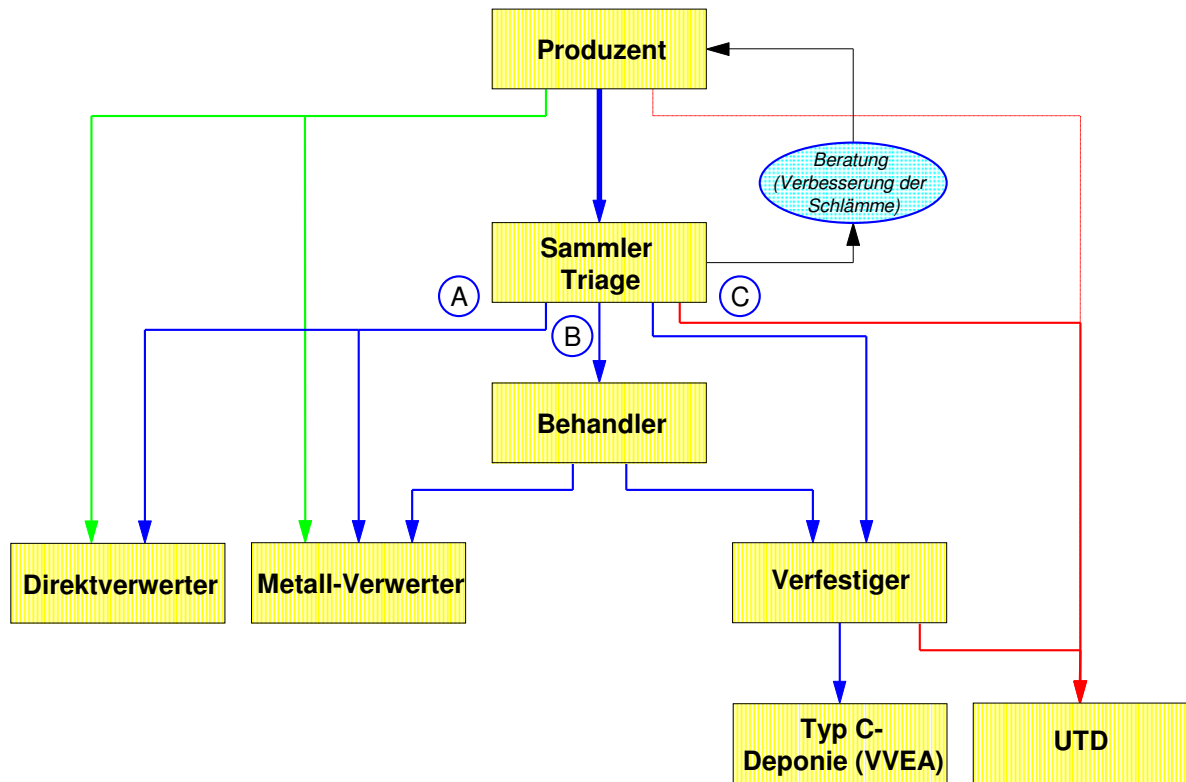 Produzent
Beratung
(Verbesserung der
Schlämme)
Sammler
Triage
A
C
B
Behandler
Direktverwerter
Metall-Verwerter
Verfestiger
Typ C-
Deponie (VVEA)
UTD